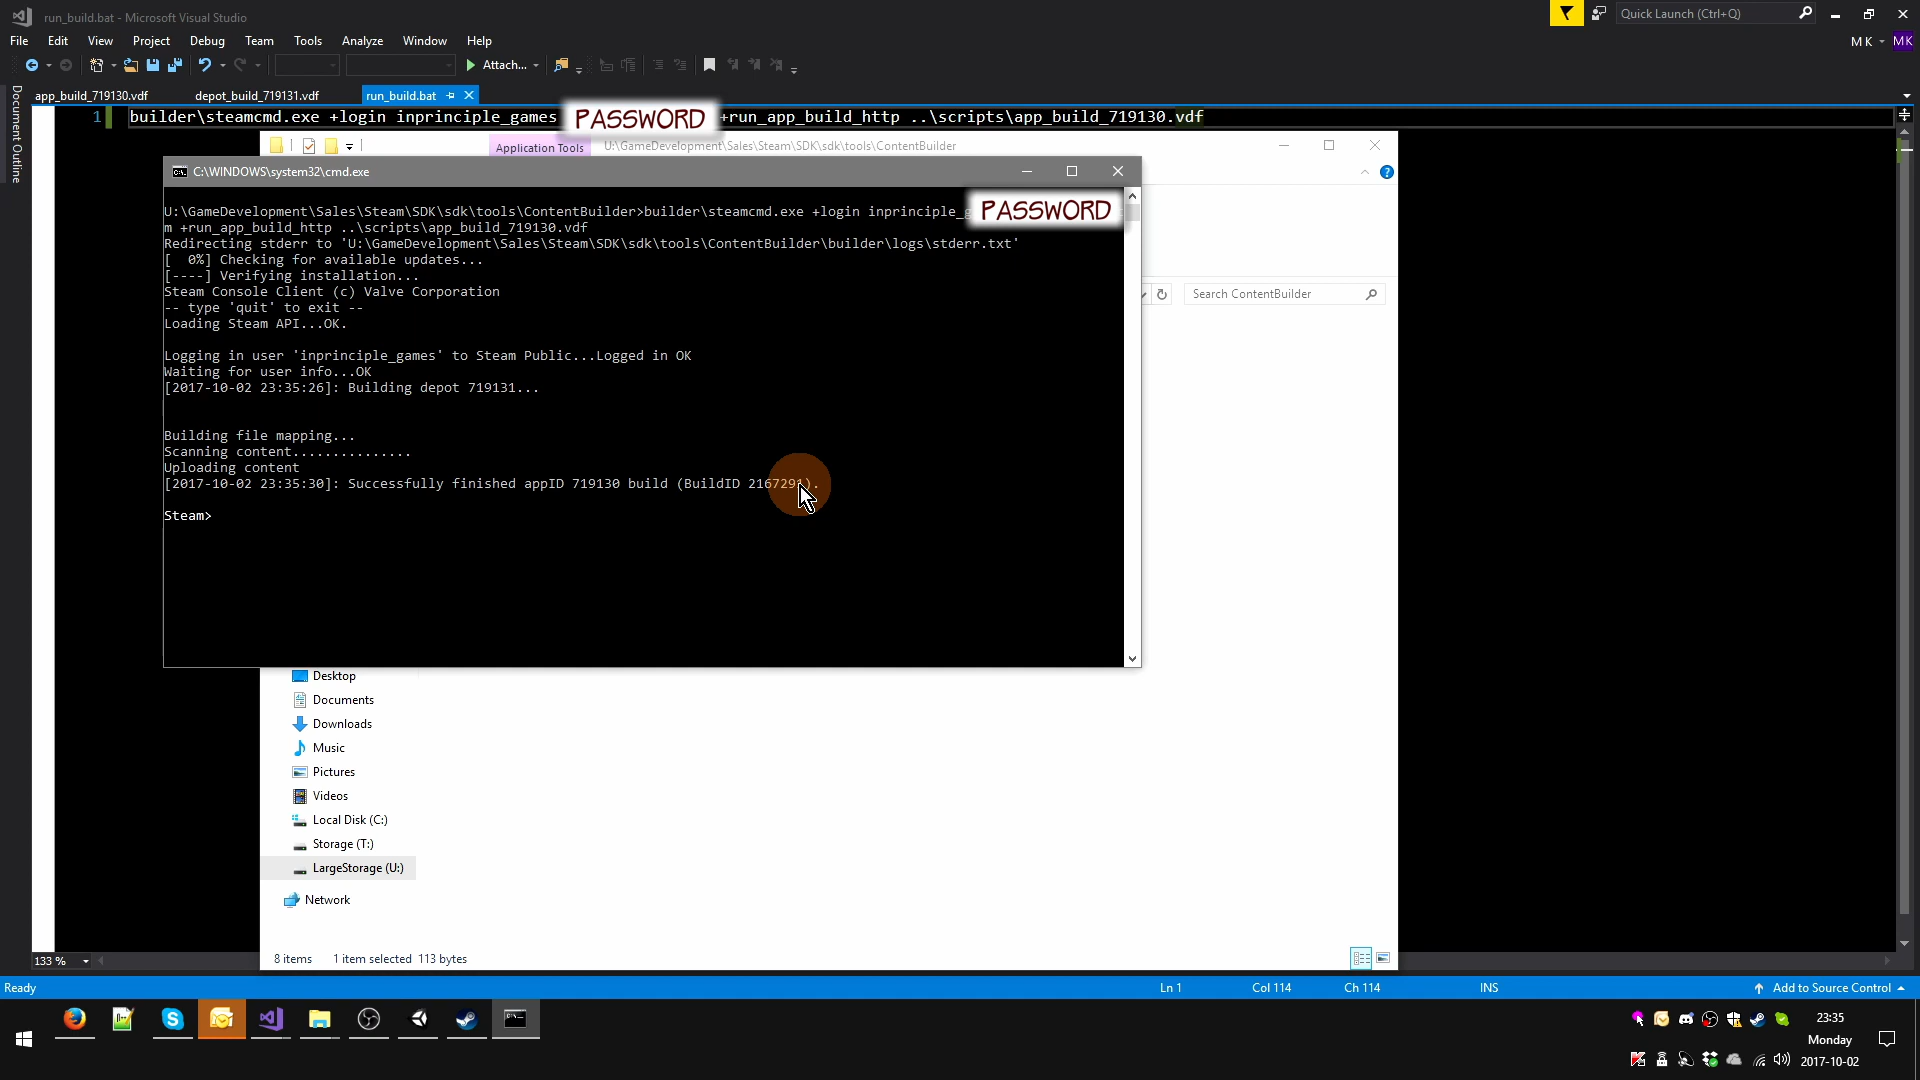 run_build.bat - Microsoft Visual Studio
Quick Launch (Ctrl+Q)
File Edit View Project Debug Team Tools Analyze Window Help
M K MK
Attach...
Document Outline
app_build_719130.vdf depot_build_719131.vdf run_build.bat
1 builder\steamcmd.exe +login inprinciple_games PASSWORD +run_app_build_http ..\scripts\app_build_719130.vdf
Application Tools U:\GameDevelopment\Sales\Steam\SDK\sdk\tools\ContentBuilder
C:\WINDOWS\system32\cmd.exe
U:\GameDevelopment\Sales\Steam\SDK\sdk\tools\ContentBuilder>builder\steamcmd.exe +login inprinciple_g PASSWORD
m +run_app_build_http ..\scripts\app_build_719130.vdf
Redirecting stderr to 'U:\GameDevelopment\Sales\Steam\SDK\sdk\tools\ContentBuilder\builder\logs\stderr.txt'
[  0%] Checking for available updates...
[----] Verifying installation...
Steam Console Client (c) Valve Corporation
-- type 'quit' to exit --
Loading Steam API...OK.
Logging in user 'inprinciple_games' to Steam Public...Logged in OK
Waiting for user info...OK
[2017-10-02 23:35:26]: Building depot 719131...
Building file mapping...
Scanning content...............
Uploading content
[2017-10-02 23:35:30]: Successfully finished appID 719130 build (BuildID 2167291).
Steam>
Search ContentBuilder
Desktop
Documents
Downloads
Music
Pictures
Videos
Local Disk (C:)
Storage (T:)
LargeStorage (U:)
Network
8 items 1 item selected 113 bytes
133 %
Ready Ln 1 Col 114 Ch 114 INS Add to Source Control
23:35
Monday
2017-10-02